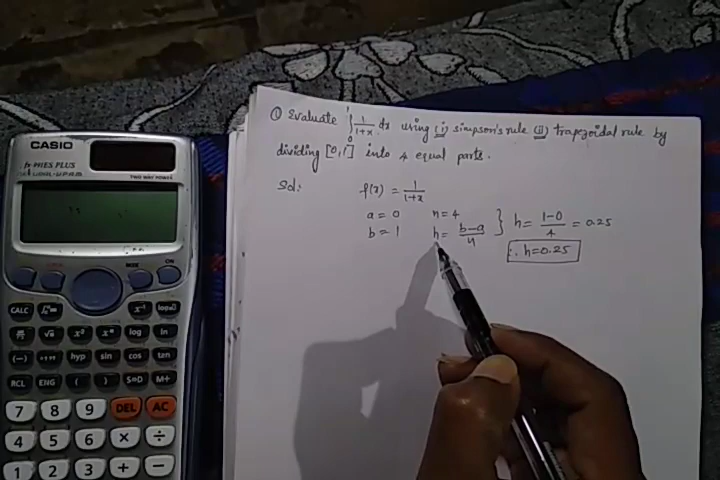 ① Evaluate ∫₀¹ 1/(1+x) dx using (i) simpson's rule (ii) trapzoidal rule by
dividing [0,1] into 4 equal parts.
Sol:
f(x) = 1/(1+x)
a = 0 n = 4
b = 1 h = (b-a)/n } h = (1-0)/4 = 0.25
∴ h=0.25
CASIO
fx-991ES PLUS
TWO WAY POWER
CALC ∫ x⁻¹ log
√ x² log ln
(−) hyp sin cos tan
RCL ENG ( ) S⇔D M+
7 8 9 DEL AC
4 5 6 × ÷
1 2 3 + −